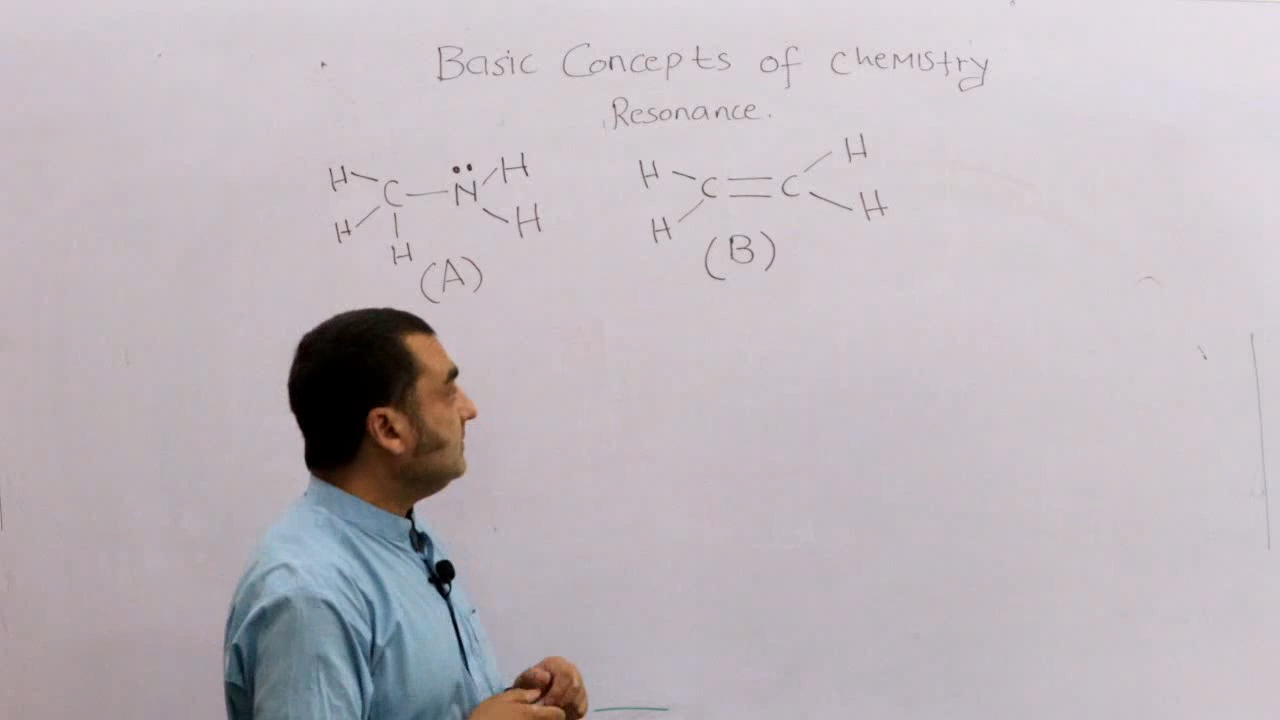 Basic Concepts of Chemistry
Resonance.
H C N H
H H H
(A)
H C C H
H H
(B)